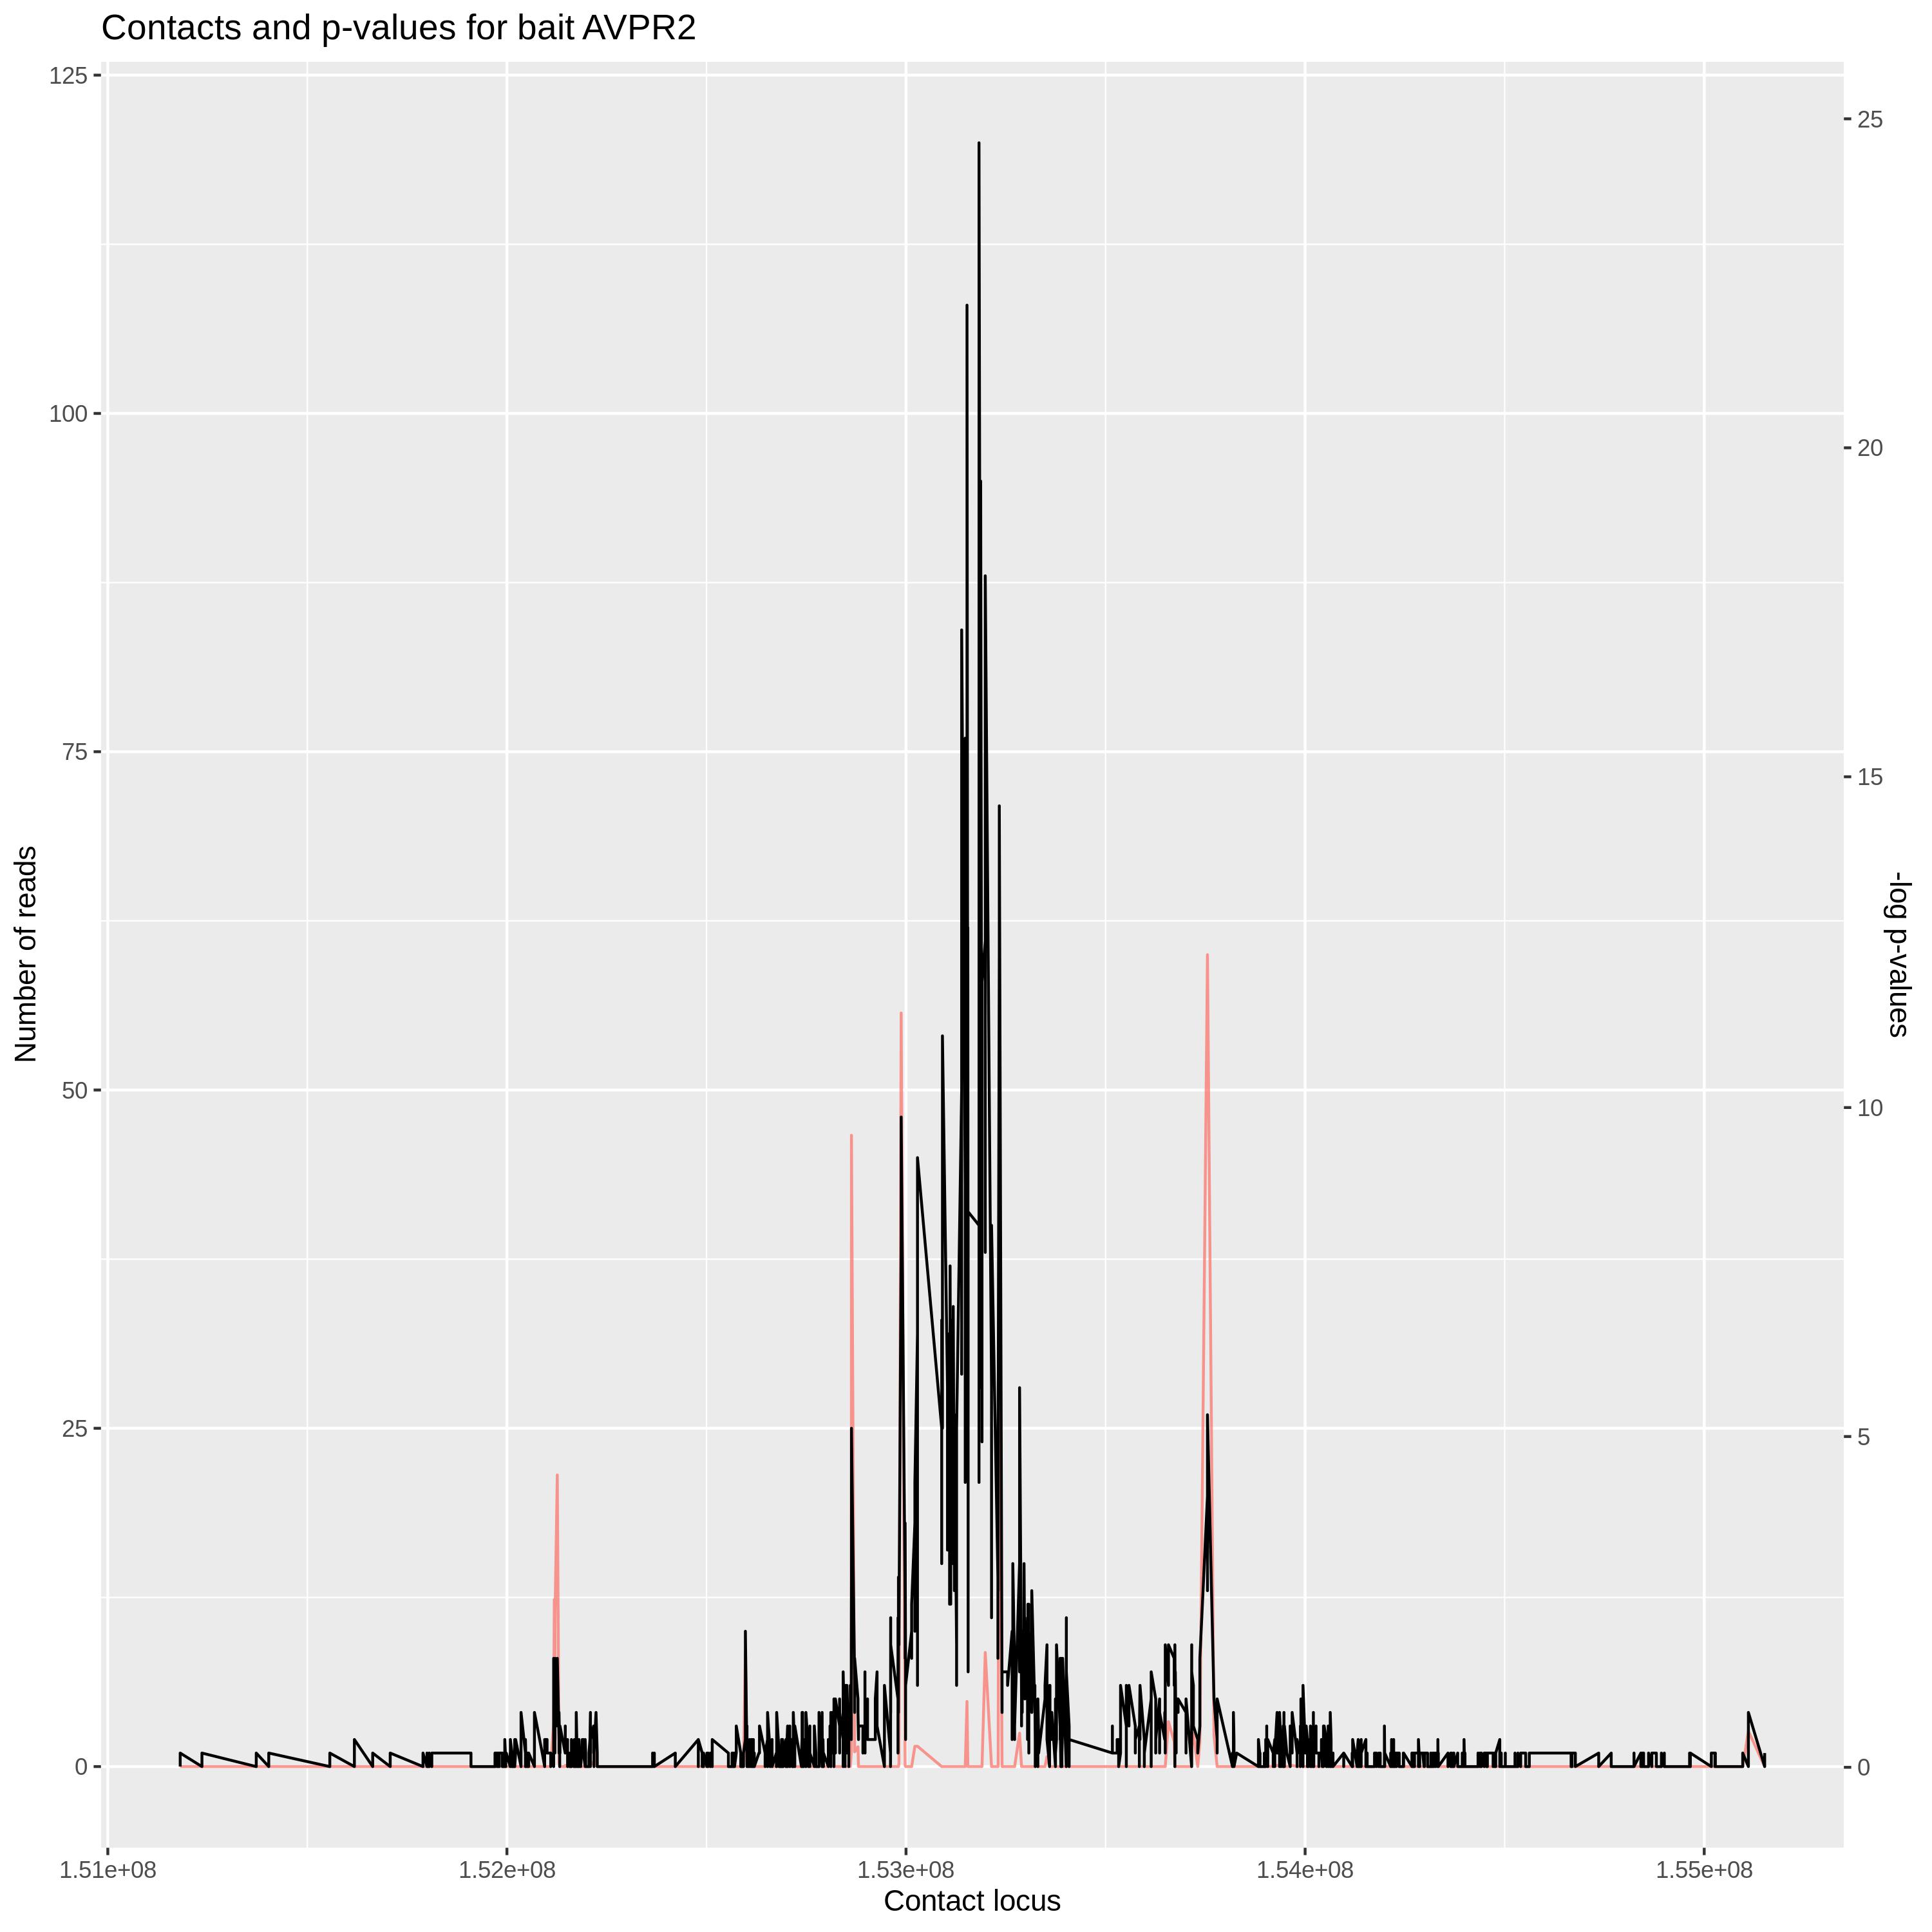 Contacts and p-values for bait AVPR2
125
100
75
50
25
0
Number of reads
25
20
15
10
5
0
-log p-values
1.51e+08
1.52e+08
1.53e+08
1.54e+08
1.55e+08
Contact locus